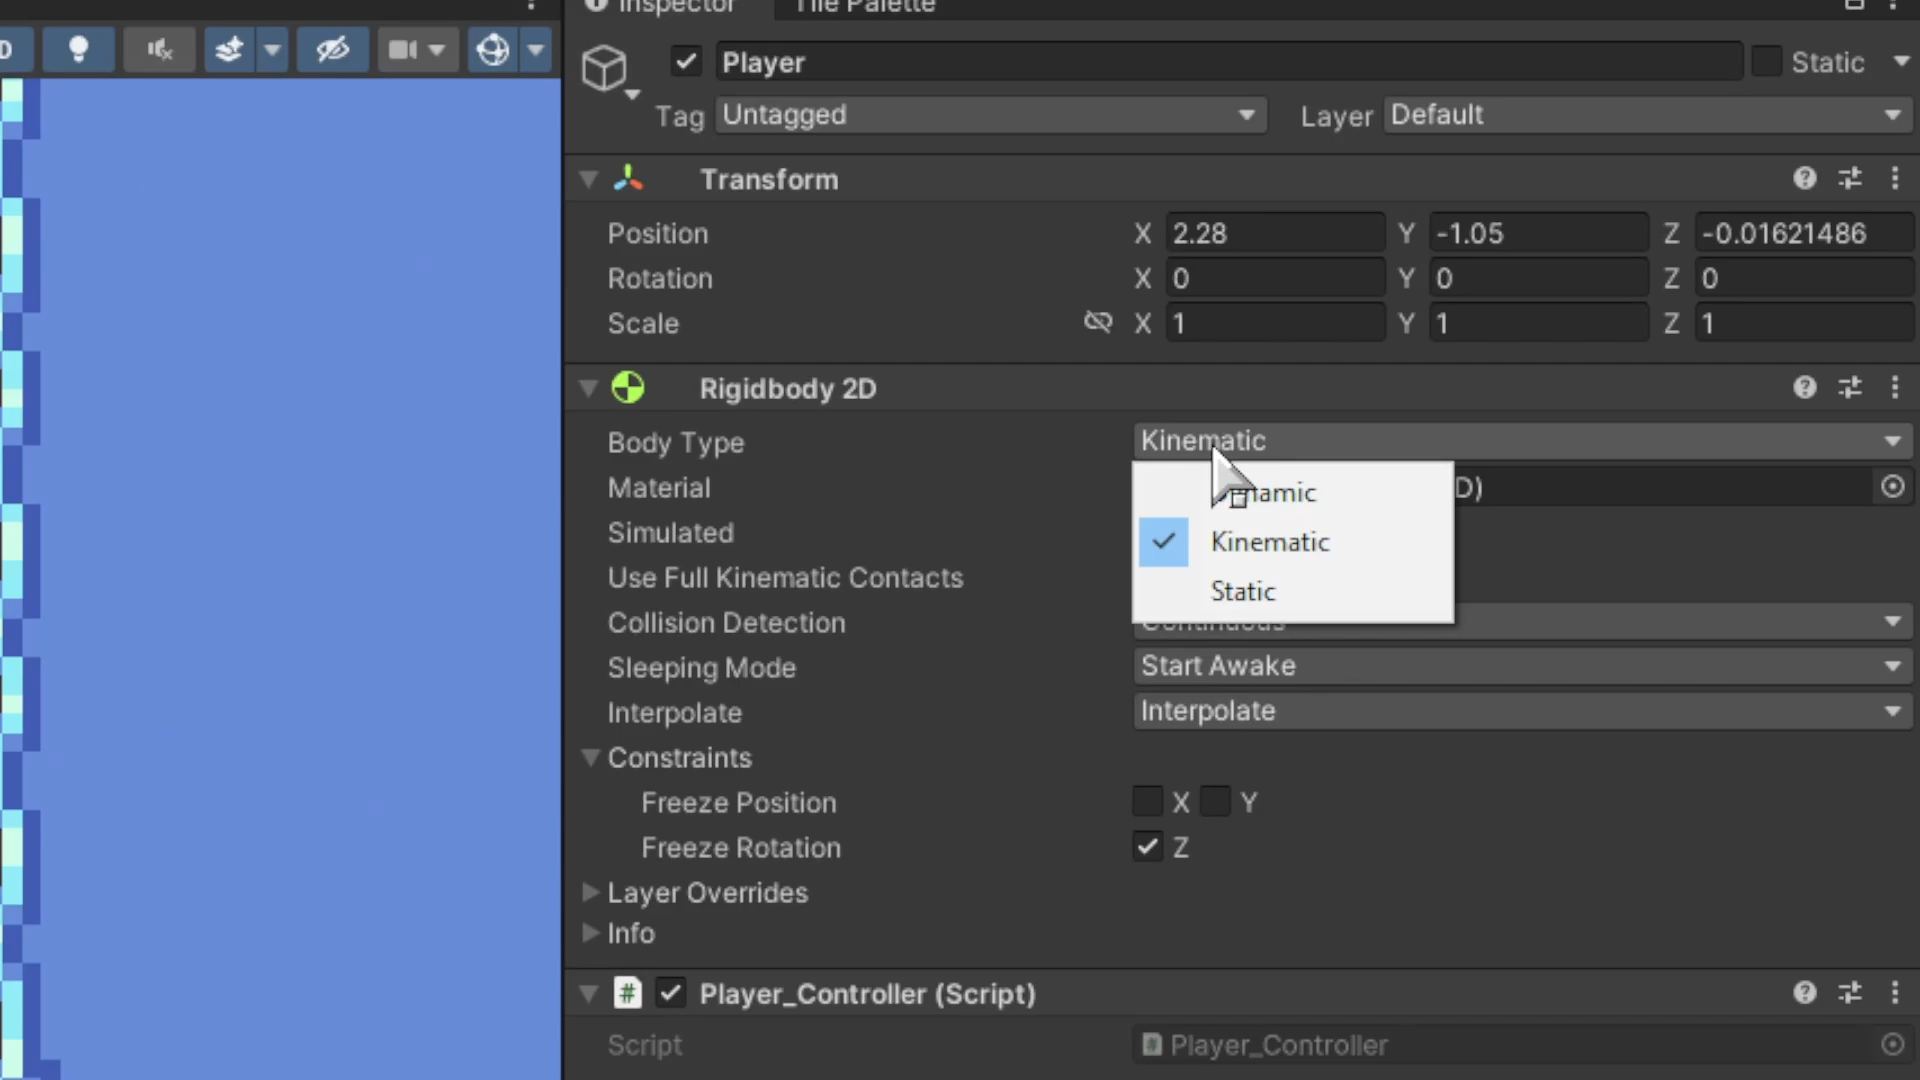 Inspector Tile Palette
D
Player Static
Tag Untagged Layer Default
Transform
Position X 2.28 Y -1.05 Z -0.01621486
Rotation X 0 Y 0 Z 0
Scale X 1 Y 1 Z 1
Rigidbody 2D
Body Type Kinematic
Material D)
Simulated
Kinematic
Use Full Kinematic Contacts
Static
Collision Detection Continuous
Sleeping Mode Start Awake
Interpolate Interpolate
Constraints
Freeze Position X Y
Freeze Rotation Z
Layer Overrides
Info
# Player_Controller (Script)
Script # Player_Controller